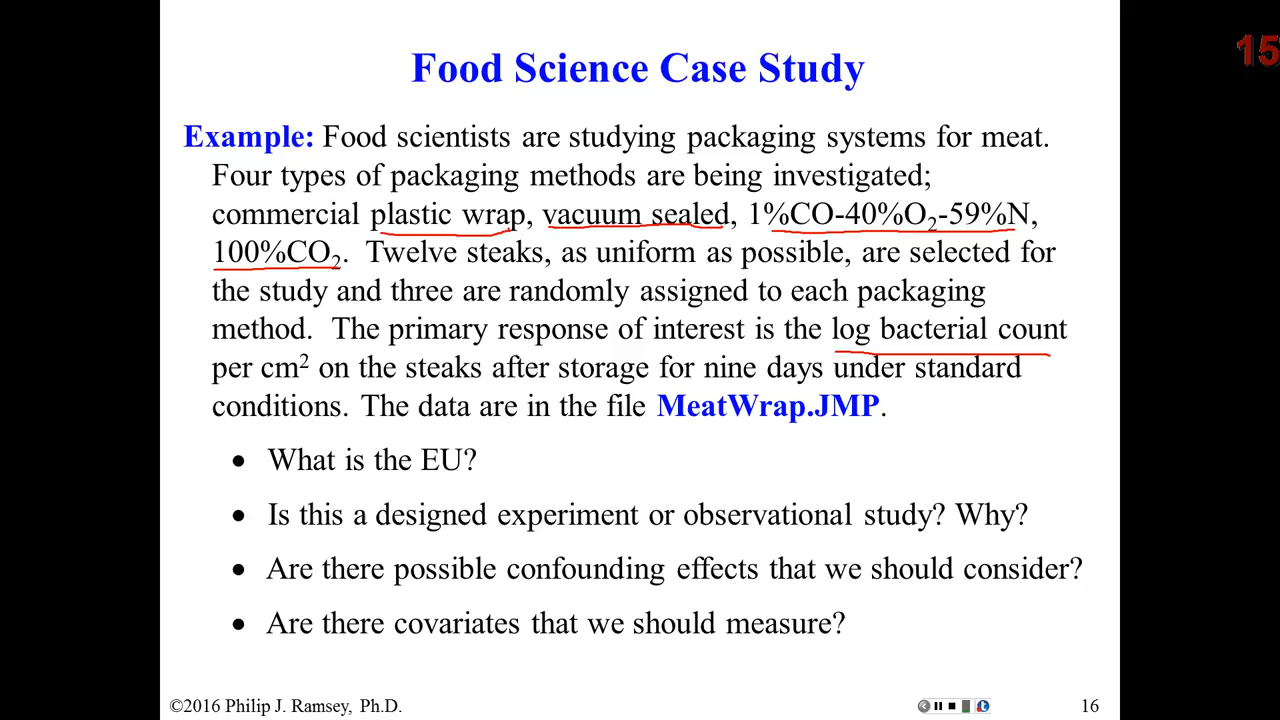 15
Food Science Case Study
Example: Food scientists are studying packaging systems for meat.
Four types of packaging methods are being investigated;
commercial plastic wrap, vacuum sealed, 1%CO-40%O₂-59%N,
100%CO₂. Twelve steaks, as uniform as possible, are selected for
the study and three are randomly assigned to each packaging
method. The primary response of interest is the log bacterial count
per cm² on the steaks after storage for nine days under standard
conditions. The data are in the file MeatWrap.JMP.
• What is the EU?
• Is this a designed experiment or observational study? Why?
• Are there possible confounding effects that we should consider?
• Are there covariates that we should measure?
©2016 Philip J. Ramsey, Ph.D.
16